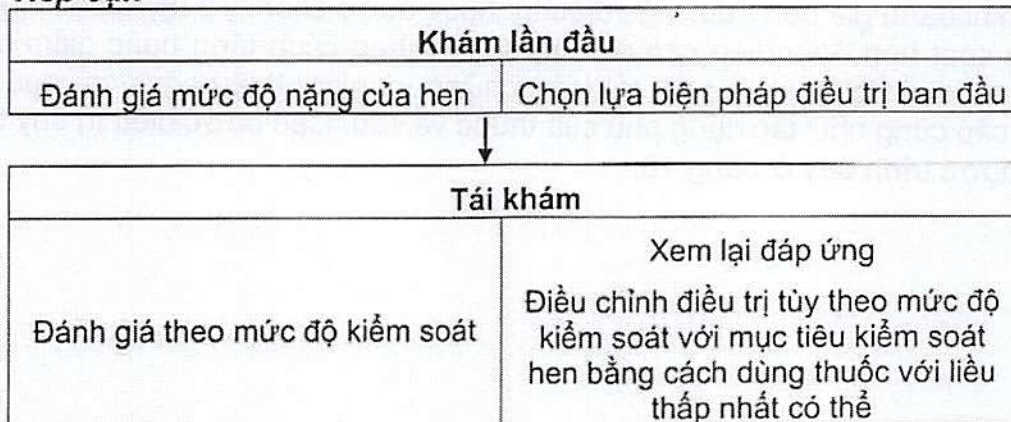 Khám lần đầu
Đánh giá mức độ nặng của hen
Chọn lựa biện pháp điều trị ban đầu
Tái khám
Đánh giá theo mức độ kiểm soát
Xem lại đáp ứng
Điều chỉnh điều trị tùy theo mức độ
kiểm soát với mục tiêu kiểm soát
hen bằng cách dùng thuốc với liều
thấp nhất có thể